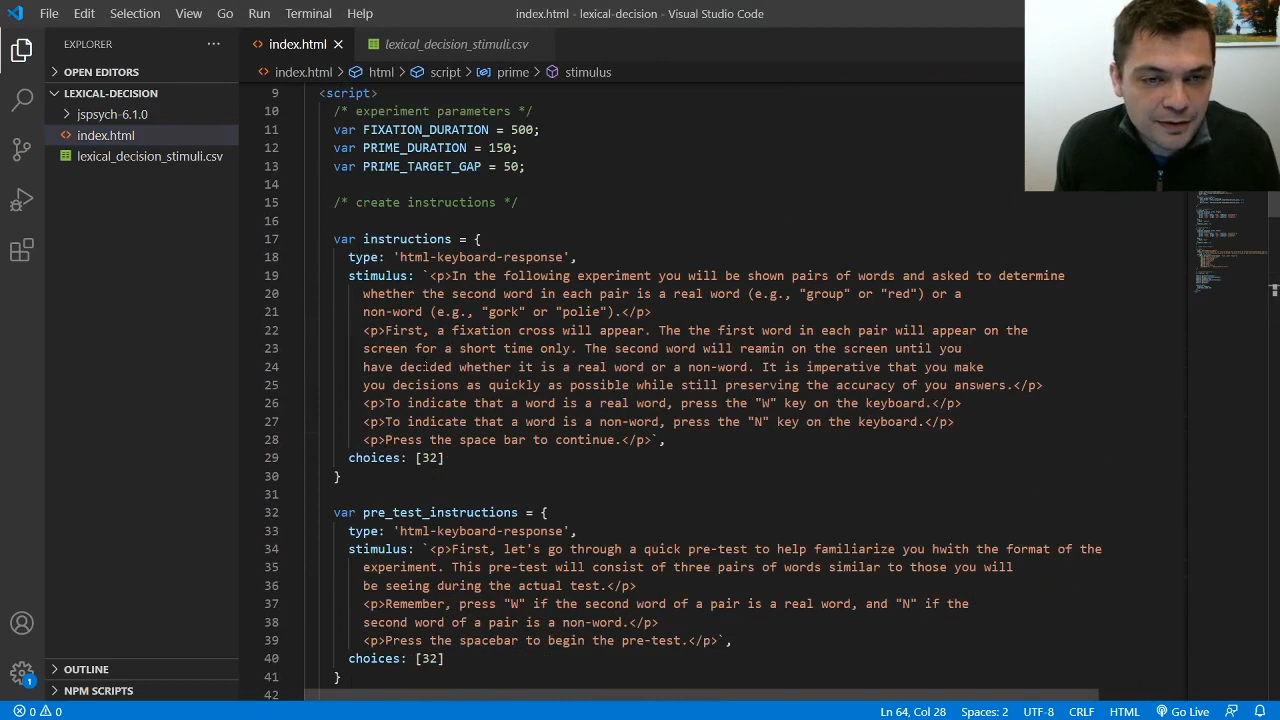 File Edit Selection View Go Run Terminal Help
index.html - lexical-decision - Visual Studio Code
EXPLORER
index.html
lexical_decision_stimuli.csv
OPEN EDITORS
LEXICAL-DECISION
jspsych-6.1.0
index.html
lexical_decision_stimuli.csv
OUTLINE
NPM SCRIPTS
index.html > html > script > prime > stimulus
9 <script>
10 /* experiment parameters */
11 var FIXATION_DURATION = 500;
12 var PRIME_DURATION = 150;
13 var PRIME_TARGET_GAP = 50;
14
15 /* create instructions */
16
17 var instructions = {
18 type: 'html-keyboard-response',
19 stimulus: `<p>In the following experiment you will be shown pairs of words and asked to determine
20 whether the second word in each pair is a real word (e.g., "group" or "red") or a
21 non-word (e.g., "gork" or "polie").</p>
22 <p>First, a fixation cross will appear. The the first word in each pair will appear on the
23 screen for a short time only. The second word will reamin on the screen until you
24 have decided whether it is a real word or a non-word. It is imperative that you make
25 you decisions as quickly as possible while still preserving the accuracy of you answers.</p>
26 <p>To indicate that a word is a real word, press the "W" key on the keyboard.</p>
27 <p>To indicate that a word is a non-word, press the "N" key on the keyboard.</p>
28 <p>Press the space bar to continue.</p>`,
29 choices: [32]
30 }
31
32 var pre_test_instructions = {
33 type: 'html-keyboard-response',
34 stimulus: `<p>First, let's go through a quick pre-test to help familiarize you hwith the format of the
35 experiment. This pre-test will consist of three pairs of words similar to those you will
36 be seeing during the actual test.</p>
37 <p>Remember, press "W" if the second word of a pair is a real word, and "N" if the
38 second word of a pair is a non-word.</p>
39 <p>Press the spacebar to begin the pre-test.</p>`,
40 choices: [32]
41 }
42
1
0 0
Ln 64, Col 28 Spaces: 2 UTF-8 CRLF HTML Go Live